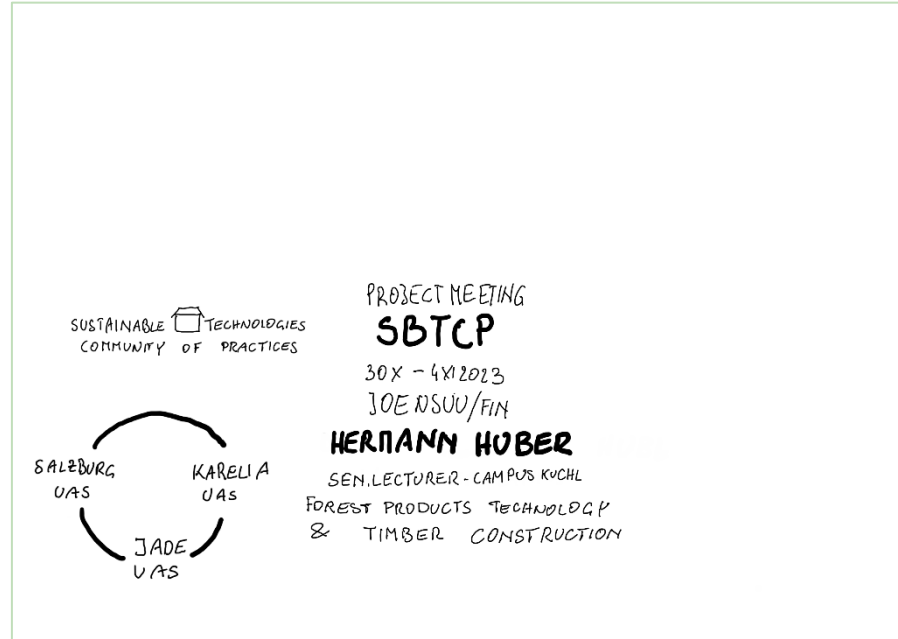 PROJECT MEETING
SBTCP
30X - 4XI2023
JOENSUU/FIN
HERMANN HUBER
SEN.LECTURER - CAMPUS KUCHL
FOREST PRODUCTS TECHNOLOGY
& TIMBER CONSTRUCTION
SUSTAINABLE TECHNOLOGIES
COMMUNITY OF PRACTICES
SALZBURG
UAS
KARELIA
UAS
JADE
UAS